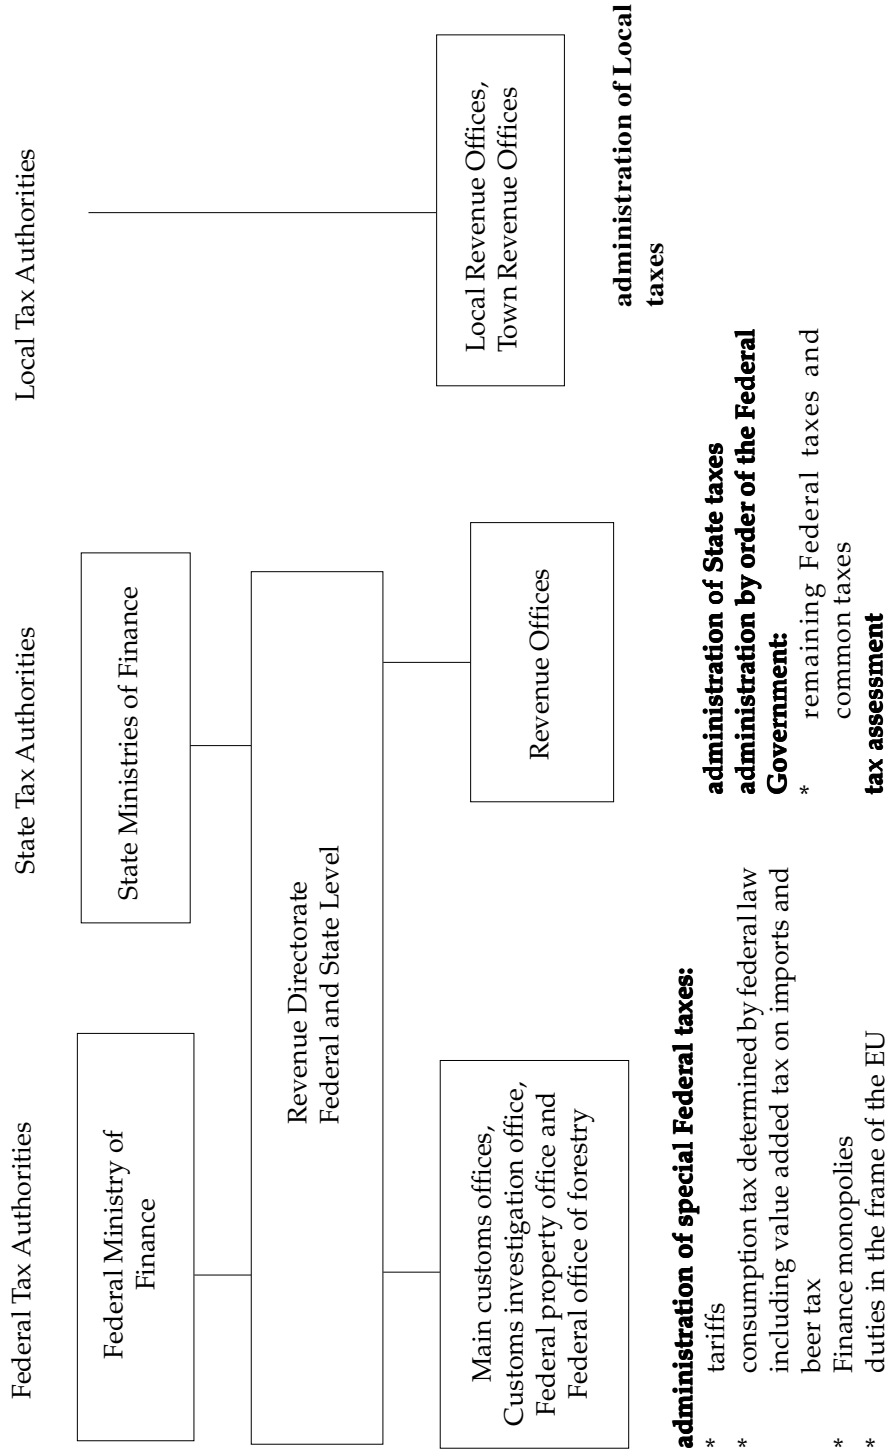 Federal Tax Authorities
State Tax Authorities
Local Tax Authorities
Federal Ministry of
Finance
State Ministries of Finance
Revenue Directorate
Federal and State Level
Main customs offices,
Customs investigation office,
Federal property office and
Federal office of forestry
Revenue Offices
Local Revenue Offices,
Town Revenue Offices
administration of special Federal taxes:
* tariffs
* consumption tax determined by federal law
including value added tax on imports and
beer tax
* Finance monopolies
* duties in the frame of the EU
administration of State taxes
administration by order of the Federal
Government:
* remaining Federal taxes and
common taxes
tax assessment
administration of Local
taxes